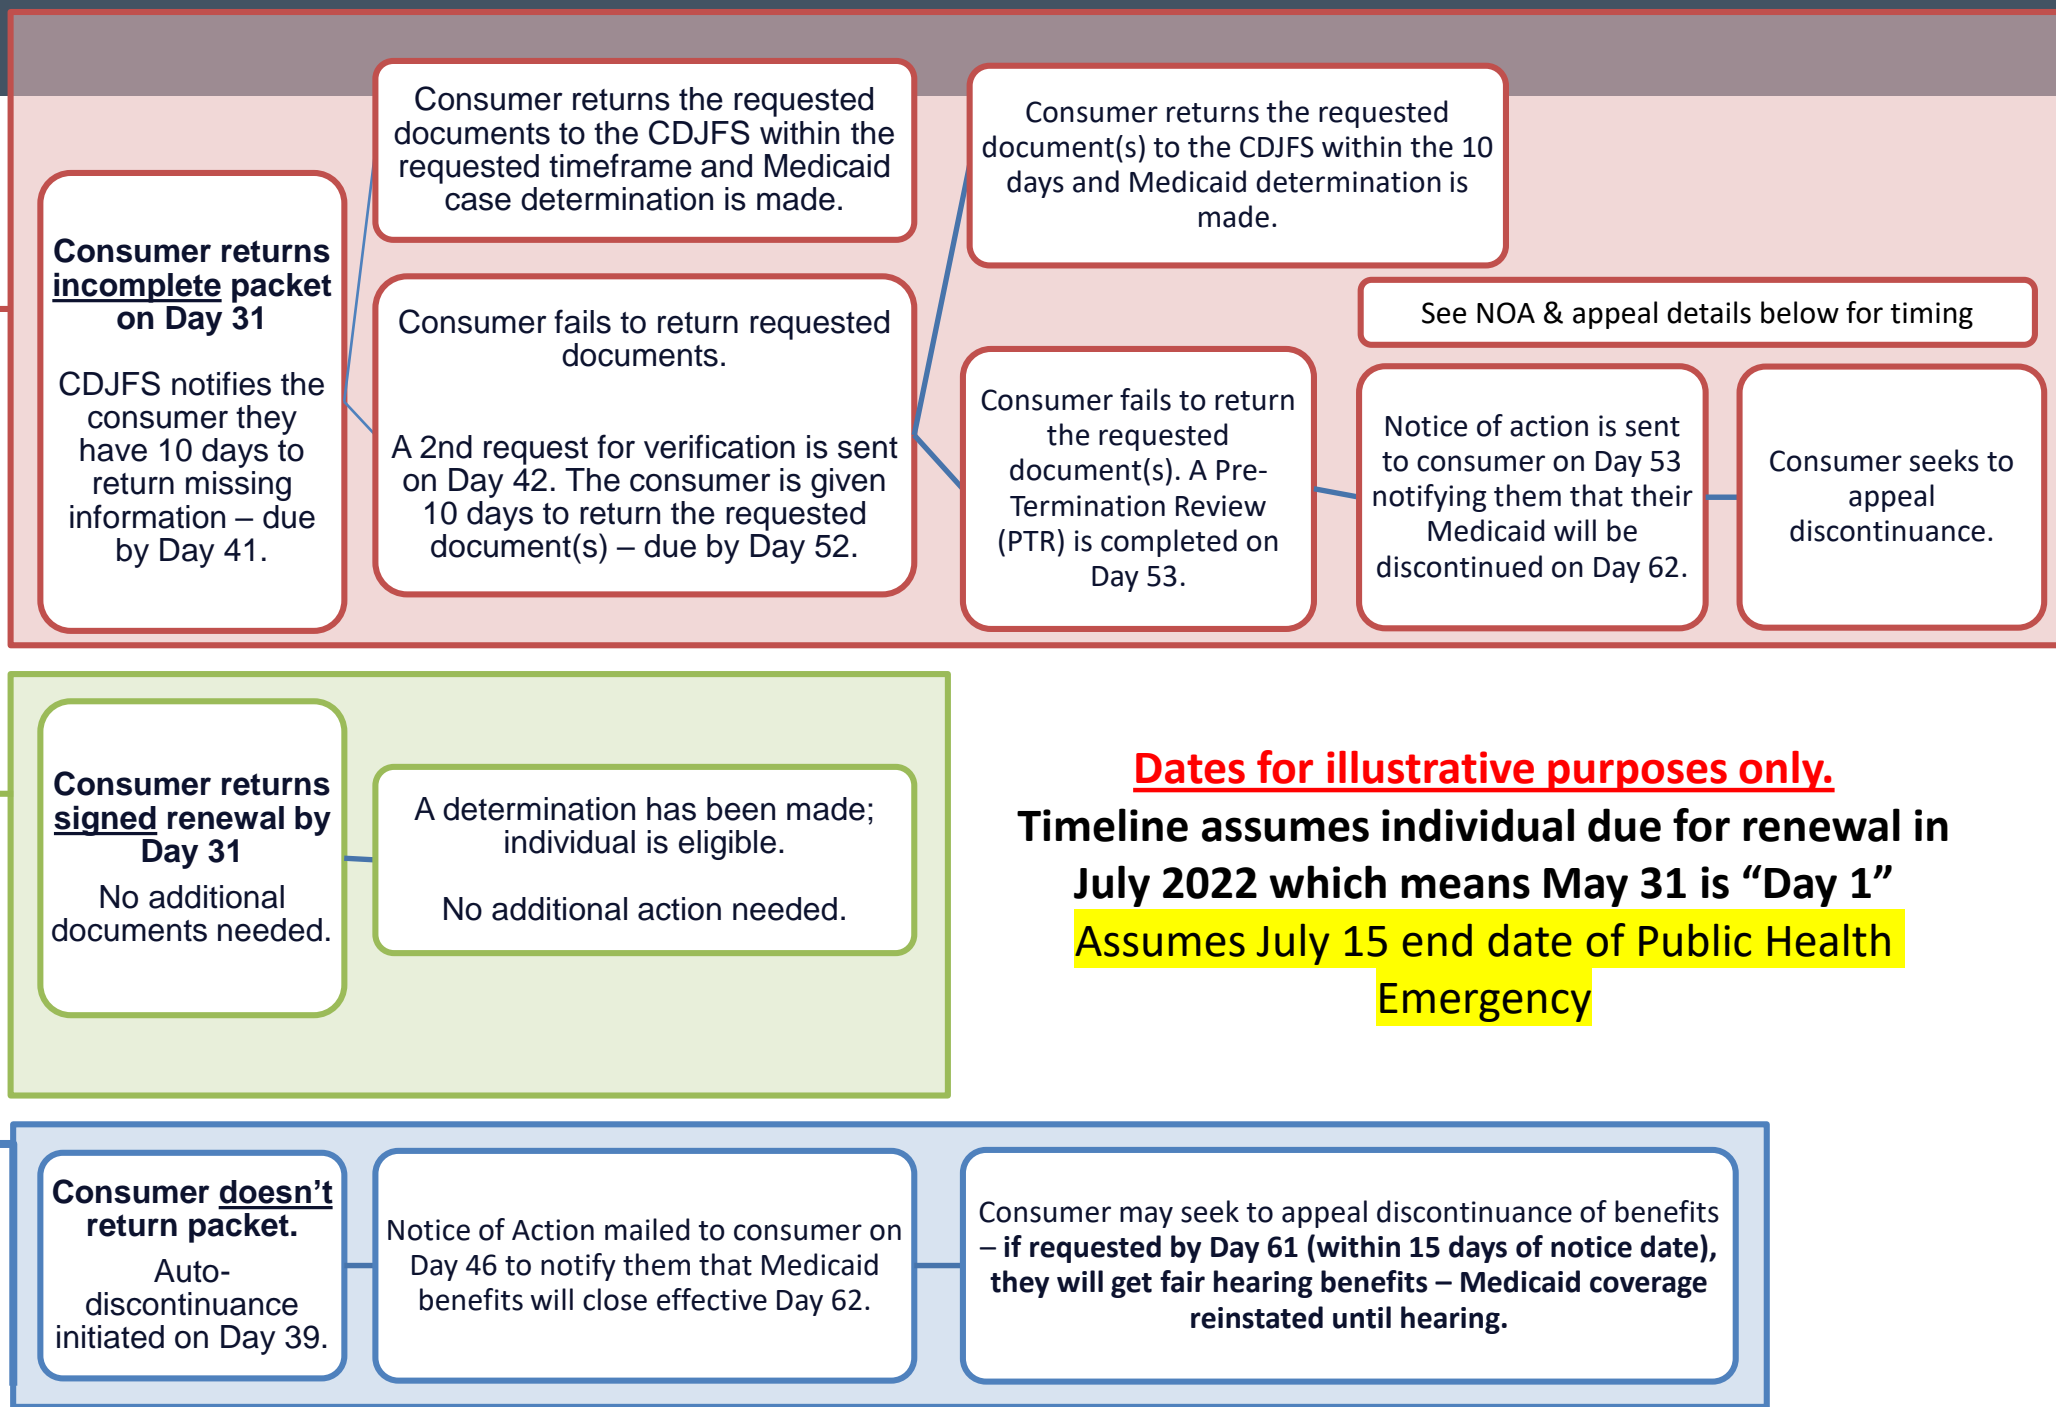 Consumer returns
incomplete packet
on Day 31
CDJFS notifies the
consumer they
have 10 days to
return missing
information – due
by Day 41.
Consumer returns the requested
documents to the CDJFS within the
requested timeframe and Medicaid
case determination is made.
Consumer fails to return requested
documents.
A 2nd request for verification is sent
on Day 42. The consumer is given
10 days to return the requested
document(s) – due by Day 52.
Consumer returns the requested
document(s) to the CDJFS within the 10
days and Medicaid determination is
made.
See NOA & appeal details below for timing
Consumer fails to return
the requested
document(s). A Pre-
Termination Review
(PTR) is completed on
Day 53.
Notice of action is sent
to consumer on Day 53
notifying them that their
Medicaid will be
discontinued on Day 62.
Consumer seeks to
appeal
discontinuance.
Consumer returns
signed renewal by
Day 31
No additional
documents needed.
A determination has been made;
individual is eligible.
No additional action needed.
Dates for illustrative purposes only.
Timeline assumes individual due for renewal in
July 2022 which means May 31 is “Day 1”
Assumes July 15 end date of Public Health
Emergency
Consumer doesn’t
return packet.
Auto-
discontinuance
initiated on Day 39.
Notice of Action mailed to consumer on
Day 46 to notify them that Medicaid
benefits will close effective Day 62.
Consumer may seek to appeal discontinuance of benefits
– if requested by Day 61 (within 15 days of notice date),
they will get fair hearing benefits – Medicaid coverage
reinstated until hearing.